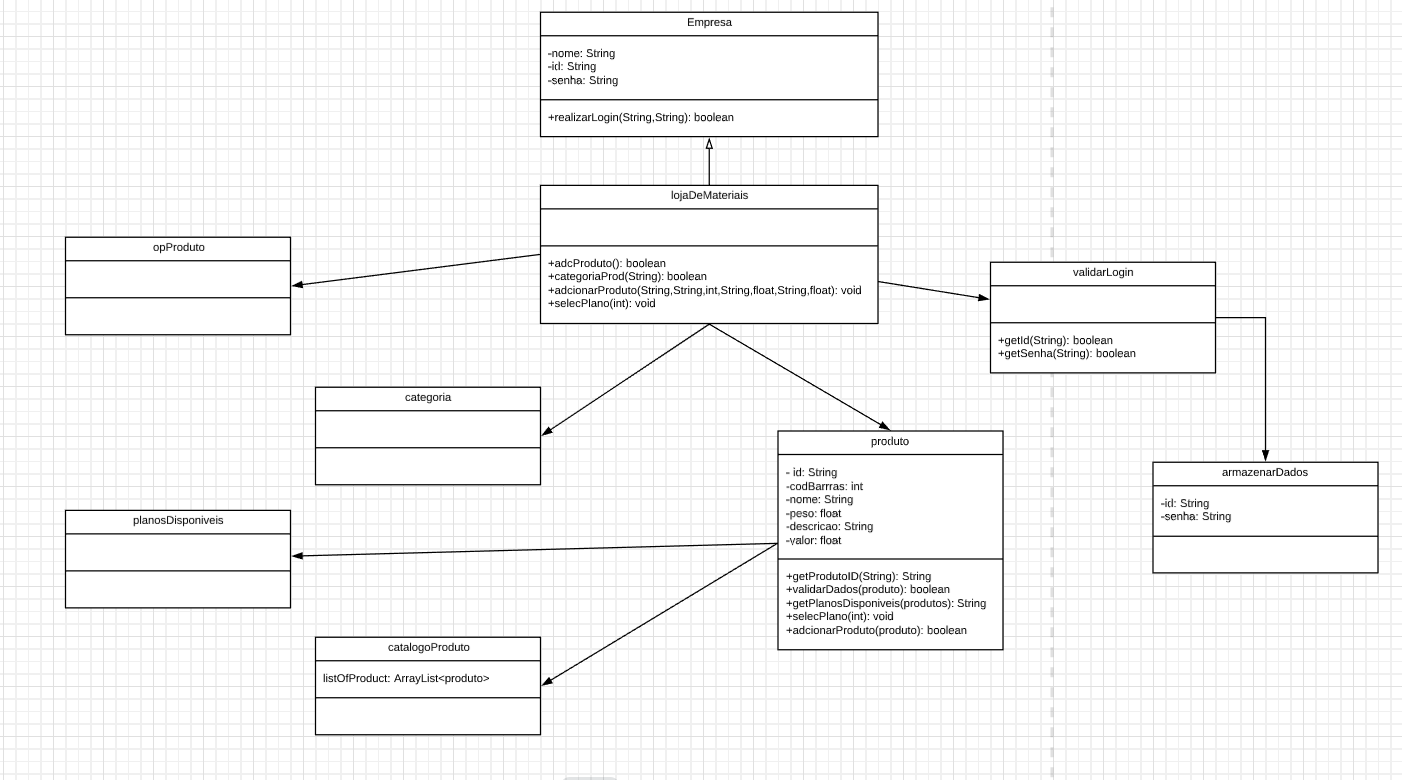 Empresa
-nome: String
-id: String
-senha: String
+realizarLogin(String,String): boolean
lojaDeMateriais
+adcProduto(): boolean
+categoriaProd(String): boolean
+adcionarProduto(String,String,int,String,float,String,float): void
+selecPlano(int): void
opProduto
validarLogin
+getId(String): boolean
+getSenha(String): boolean
categoria
produto
- id: String
-codBarrras: int
-nome: String
-peso: float
-descricao: String
-valor: float
+getProdutoID(String): String
+validarDados(produto): boolean
+getPlanosDisponiveis(produtos): String
+selecPlano(int): void
+adcionarProduto(produto): boolean
armazenarDados
-id: String
-senha: String
planosDisponiveis
catalogoProduto
listOfProduct: ArrayList<produto>